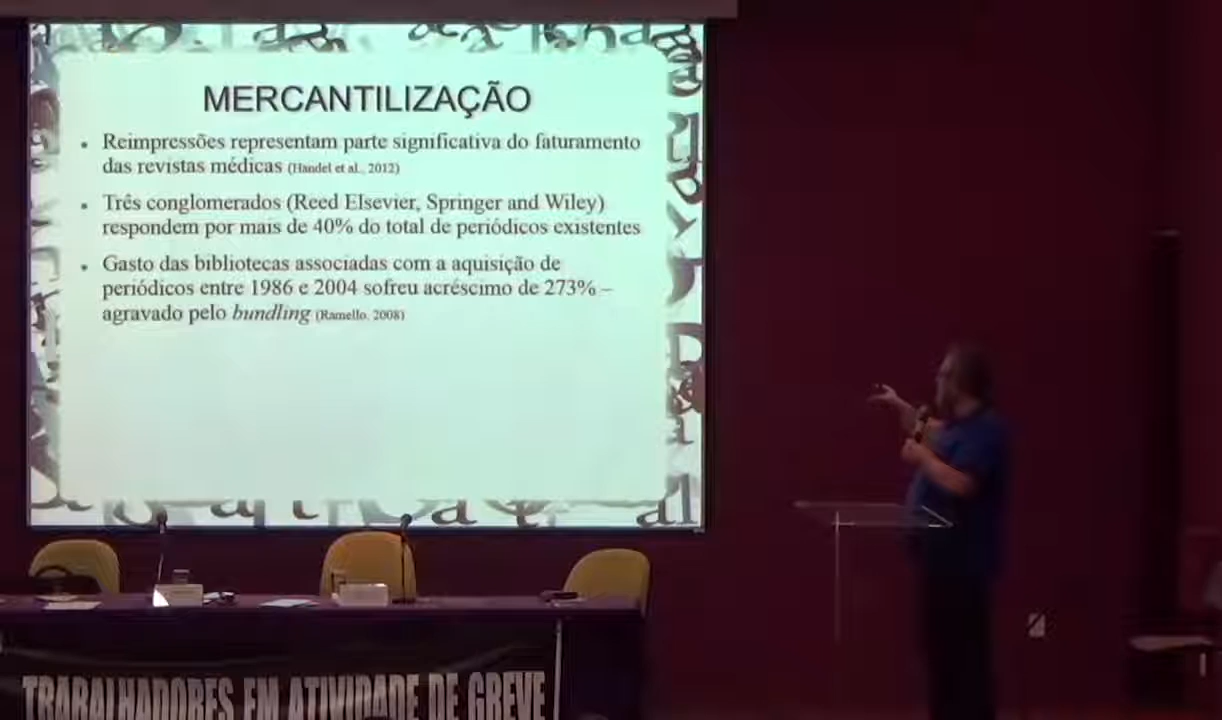 MERCANTILIZAÇÃO
• Reimpressões representam parte significativa do faturamento
das revistas médicas (Handel et al., 2012)
• Três conglomerados (Reed Elsevier, Springer and Wiley)
respondem por mais de 40% do total de periódicos existentes
• Gasto das bibliotecas associadas com a aquisição de
periódicos entre 1986 e 2004 sofreu acréscimo de 273% –
agravado pelo bundling (Ramello, 2008)
TRABALHADORES EM ATIVIDADE DE GREVE